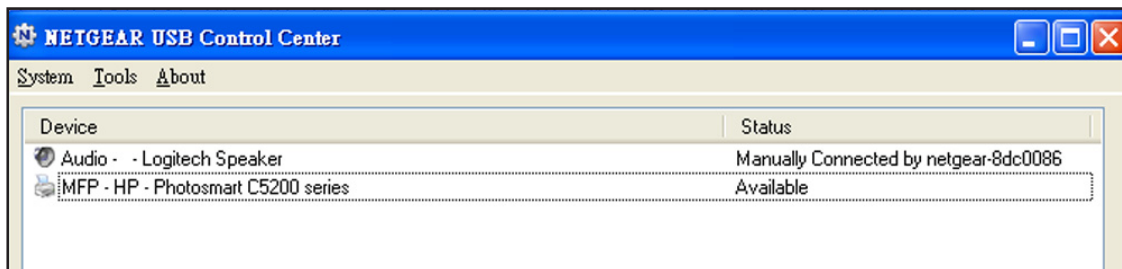 NETGEAR USB Control Center
System Tools About
Device Status
Audio - - Logitech Speaker Manually Connected by netgear-8dc0086
MFP - HP - Photosmart C5200 series Available